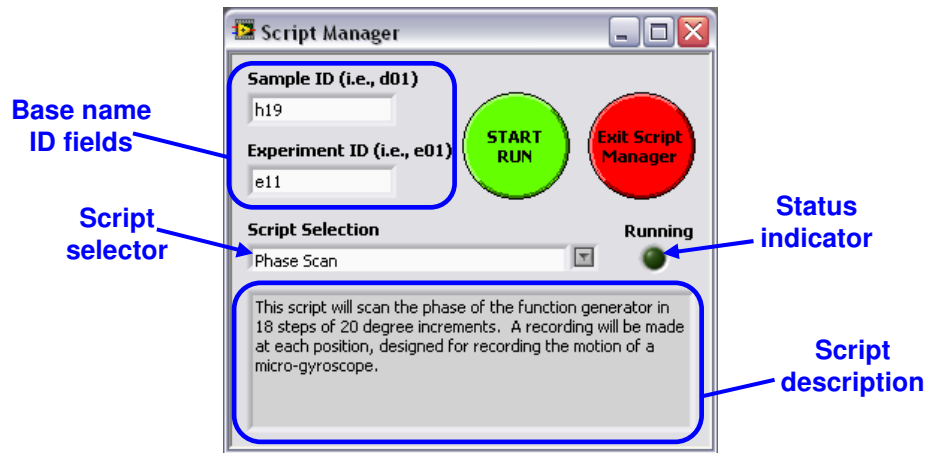 Script Manager
Sample ID (i.e., d01)
h19
Experiment ID (i.e., e01)
e11
START
RUN
Exit Script
Manager
Script Selection
Phase Scan
Running
This script will scan the phase of the function generator in
18 steps of 20 degree increments.  A recording will be made
at each position, designed for recording the motion of a
micro-gyroscope.
Base name
ID fields
Script
selector
Status
indicator
Script
description